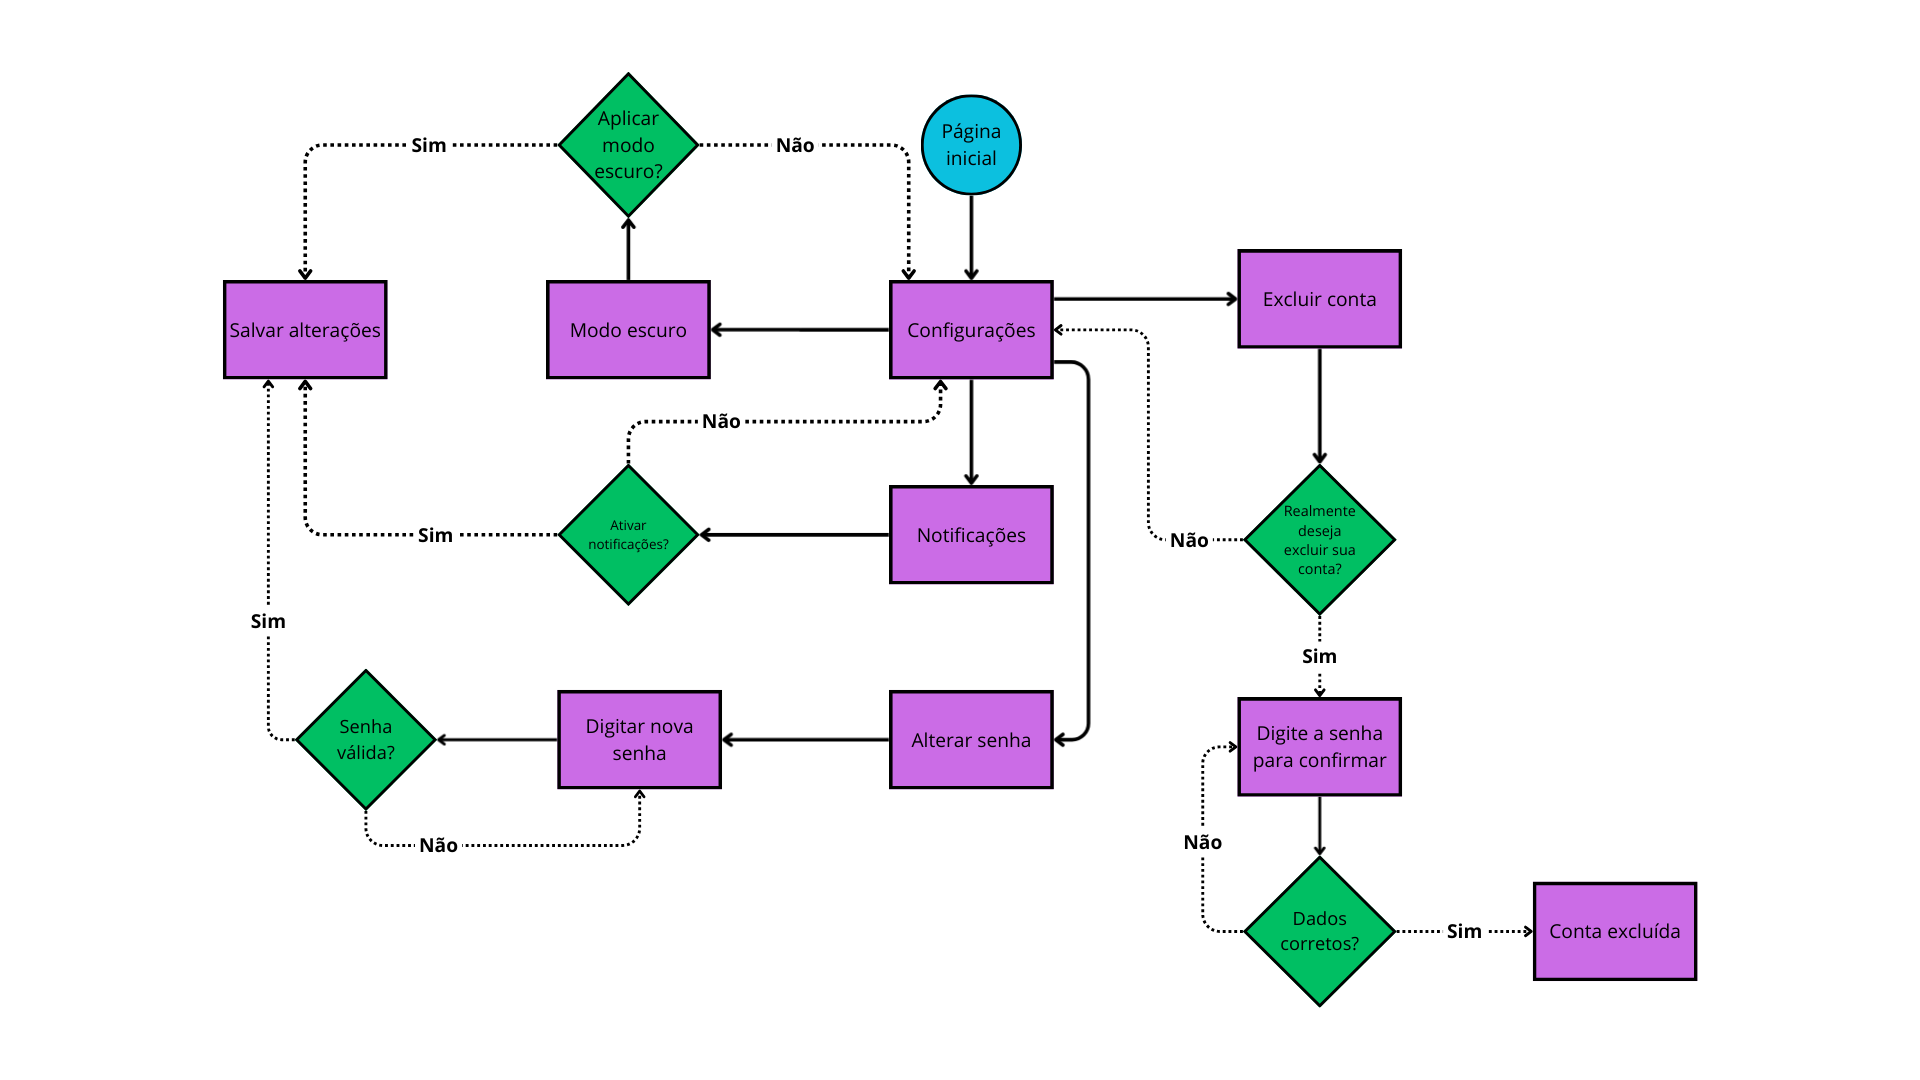 Aplicar
modo
escuro?
Sim
Não
Página
inicial
Salvar alterações
Modo escuro
Configurações
Excluir conta
Não
Ativar
notificações?
Sim
Notificações
Realmente
deseja
excluir sua
conta?
Não
Sim
Sim
Senha
válida?
Digitar nova
senha
Alterar senha
Digite a senha
para confirmar
Não
Não
Dados
corretos?
Sim
Conta excluída